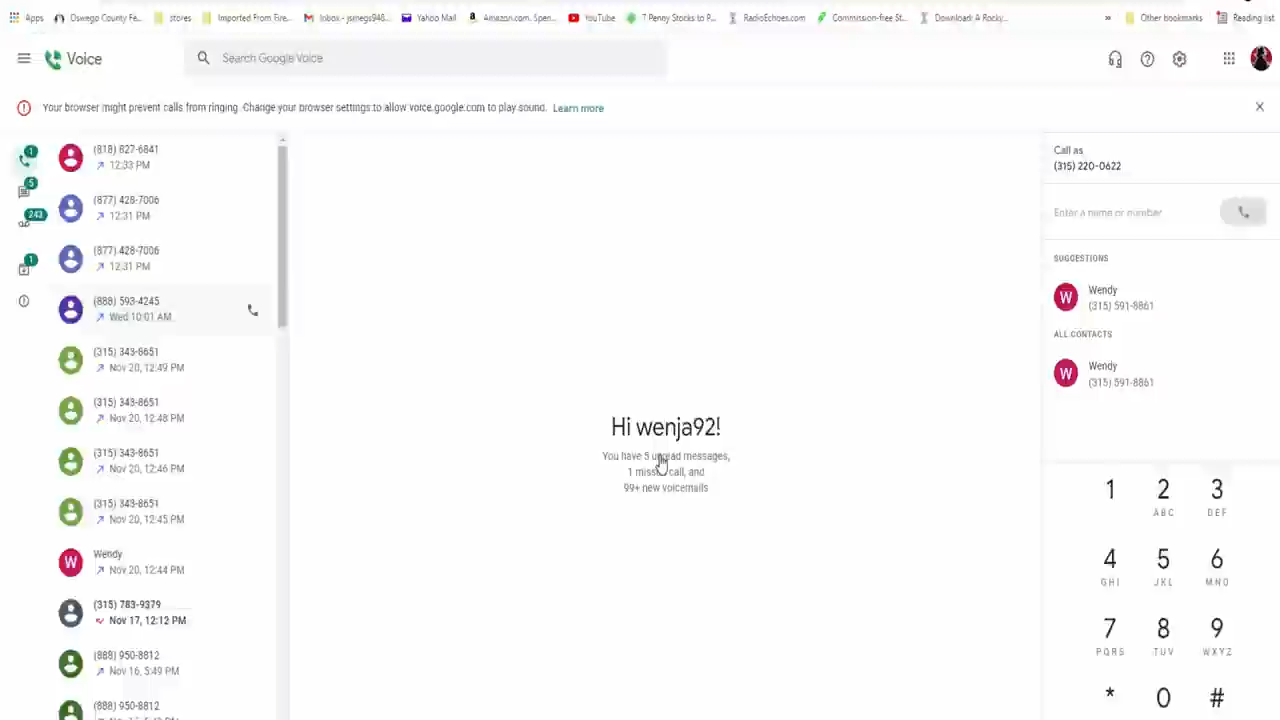 Apps Oswego County Fe... stores Imported From Fire... Inbox - jsmegs948... Yahoo Mail Amazon.com, Spen... YouTube T Penny Stocks to P... RadioEchoes.com Commission-free St... Download: A Rocky... » Other bookmarks Reading list
Voice
Search Google Voice
Your browser might prevent calls from ringing. Change your browser settings to allow voice.google.com to play sound. Learn more
1
5
243
1
(818) 827-6841
12:33 PM
(877) 428-7006
12:31 PM
(877) 428-7006
12:31 PM
(888) 593-4245
Wed 10:01 AM
(315) 343-8651
Nov 20, 12:49 PM
(315) 343-8651
Nov 20, 12:48 PM
(315) 343-8651
Nov 20, 12:46 PM
(315) 343-8651
Nov 20, 12:45 PM
W
Wendy
Nov 20, 12:44 PM
(315) 783-9379
Nov 17, 12:12 PM
(888) 950-8812
Nov 16, 5:49 PM
(888) 950-8812
Hi wenja92!
You have 5 unread messages,
1 missed call, and
99+ new voicemails
Call as
(315) 220-0622
Enter a name or number
SUGGESTIONS
W
Wendy
(315) 591-8861
ALL CONTACTS
W
Wendy
(315) 591-8861
1 2 3
ABC DEF
4 5 6
GHI JKL MNO
7 8 9
PQRS TUV WXYZ
* 0 #